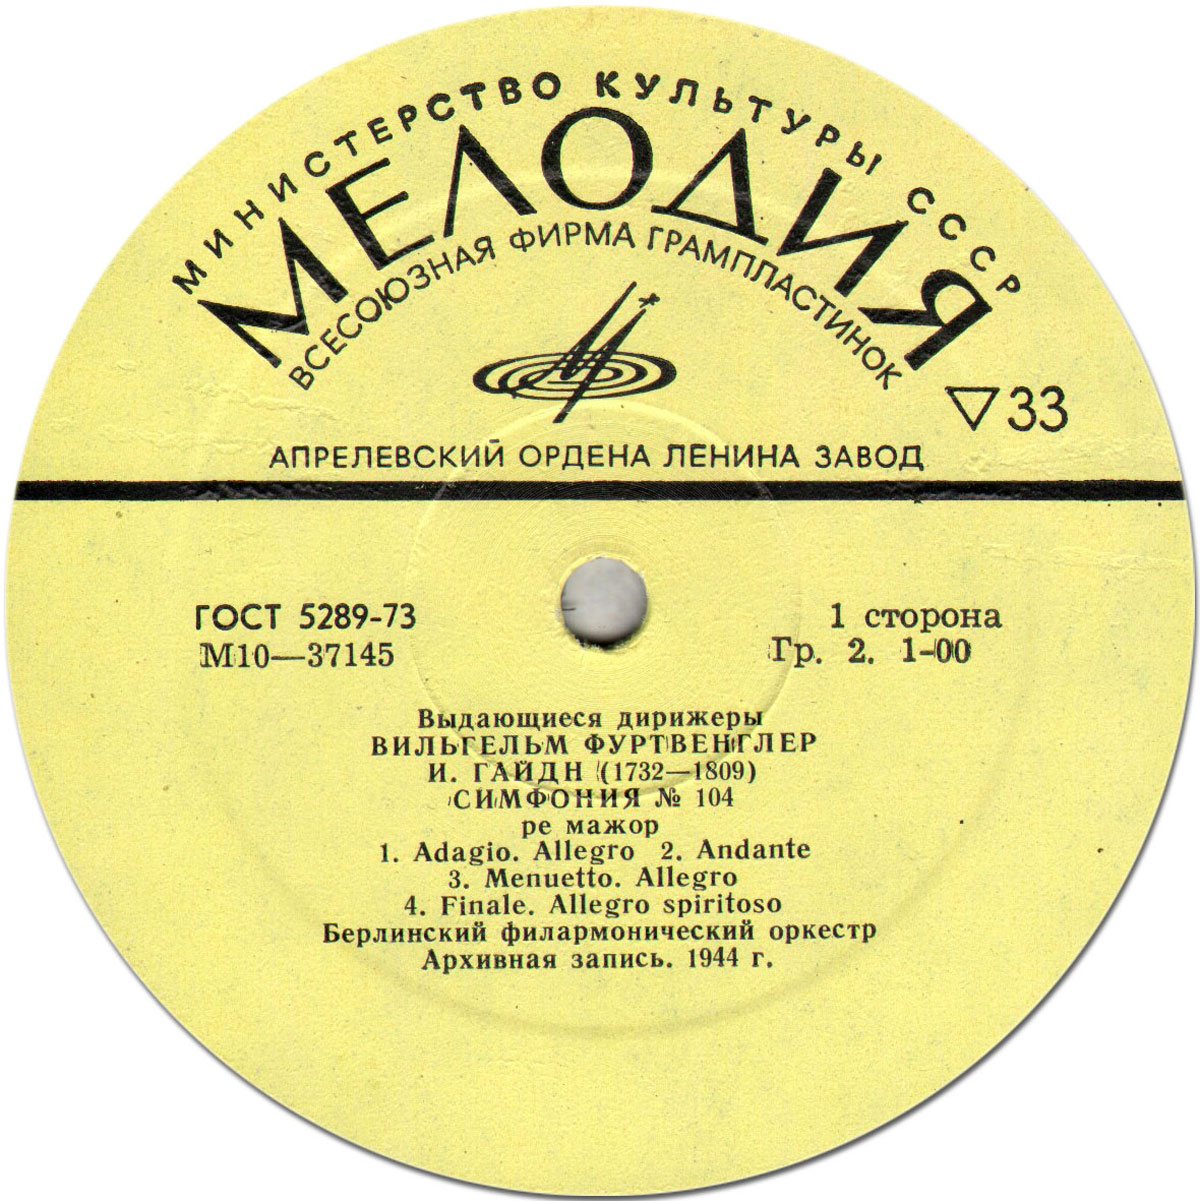 МИНИСТЕРСТВО КУЛЬТУРЫ СССР
МЕЛОДИЯ
ВСЕСОЮЗНАЯ ФИРМА ГРАМПЛАСТИНОК
▽33
АПРЕЛЕВСКИЙ ОРДЕНА ЛЕНИНА ЗАВОД
ГОСТ 5289-73
М10—37145
1 сторона
Гр. 2. 1-00
Выдающиеся дирижеры
ВИЛЬГЕЛЬМ ФУРТВЕНГЛЕР
И. ГАЙДН (1732—1809)
СИМФОНИЯ № 104
ре мажор
1. Adagio. Allegro 2. Andante
3. Menuetto. Allegro
4. Finale. Allegro spiritoso
Берлинский филармонический оркестр
Архивная запись. 1944 г.